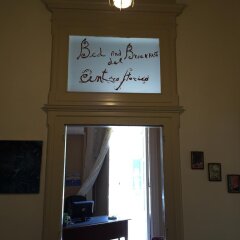 Bed and Breakfast
del
Centro Storico